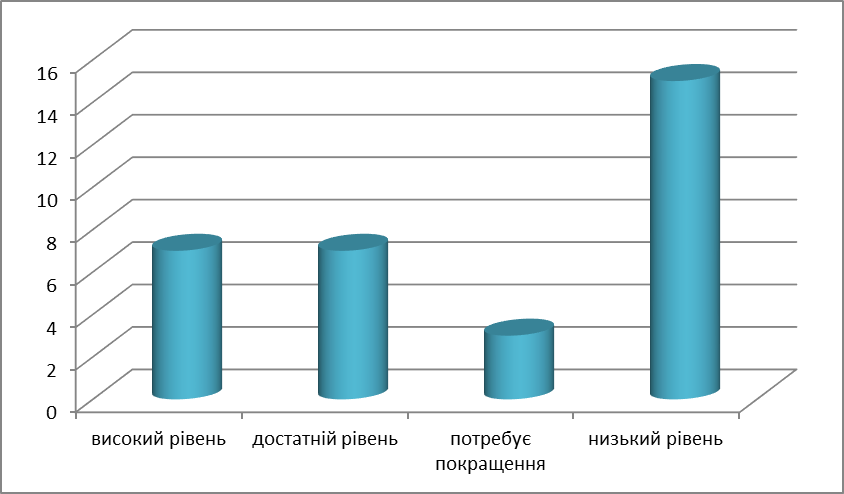 16
14
12
10
8
6
4
2
0
високий рівень
достатній рівень
потребує
покращення
низький рівень